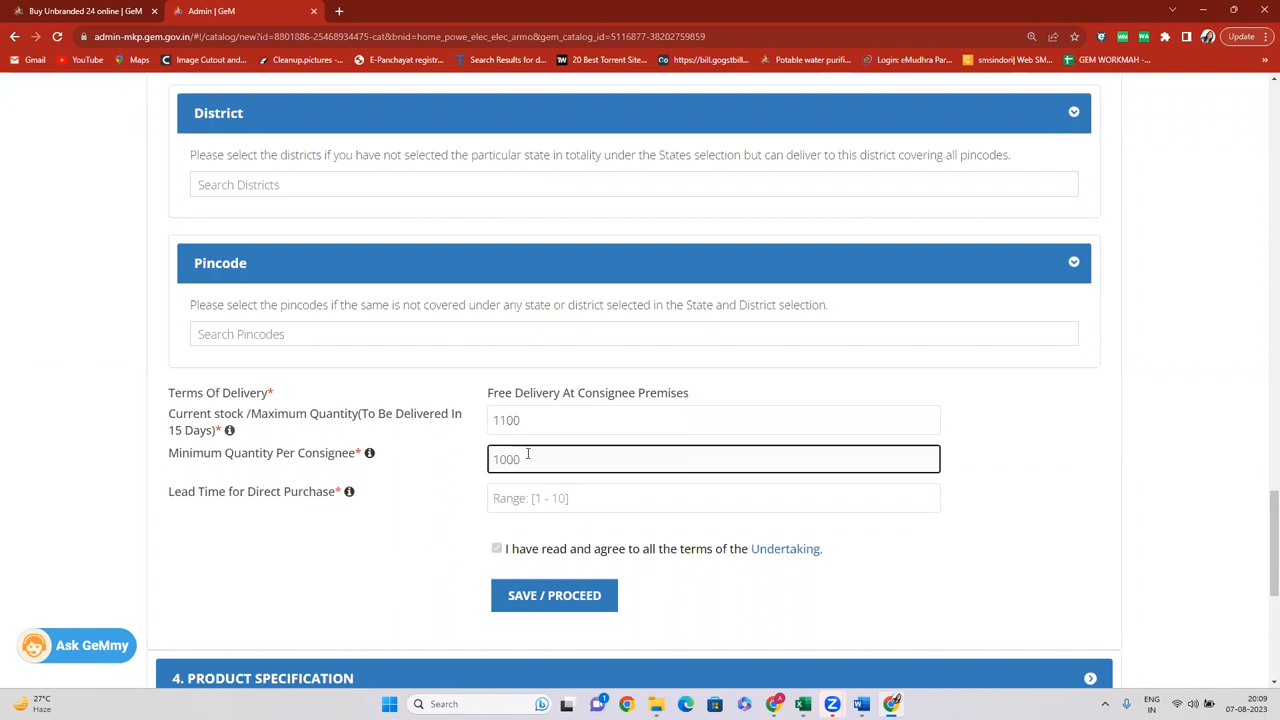 Buy Unbranded 24 online | GeM
Admin | GeM
admin-mkp.gem.gov.in/#!/catalog/new?id=8801886-25468934475-cat&bnid=home_powe_elec_elec_armo&gem_catalog_id=5116877-38202759859
Update
Gmail YouTube Maps Image Cutout and... Cleanup.pictures -... E-Panchayat registr... Search Results for d... 20 Best Torrent Site... https://bill.gogstbill... Potable water purifi... Login: eMudhra Par... smsindori| Web SM... GEM WORKMAH -...
District
Please select the districts if you have not selected the particular state in totality under the States selection but can deliver to this district covering all pincodes.
Search Districts
Pincode
Please select the pincodes if the same is not covered under any state or district selected in the State and District selection.
Search Pincodes
Terms Of Delivery* Free Delivery At Consignee Premises
Current stock /Maximum Quantity(To Be Delivered In
15 Days)* 1100
Minimum Quantity Per Consignee* 1000
Lead Time for Direct Purchase* Range: [1 - 10]
I have read and agree to all the terms of the Undertaking.
SAVE / PROCEED
Ask GeMmy
4. PRODUCT SPECIFICATION
27°C
Haze
Search
1
ENG
IN
20:09
07-08-2023